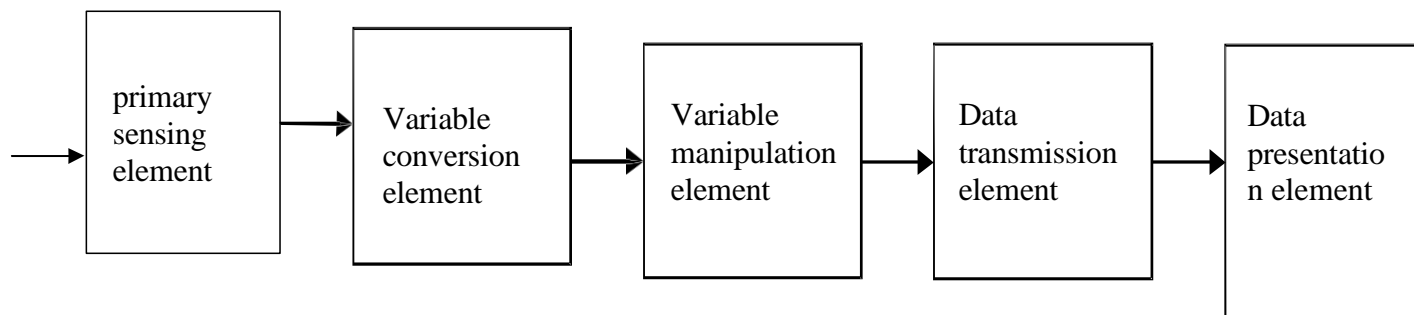 primary
sensing
element
Variable
conversion
element
Variable
manipulation
element
Data
transmission
element
Data
presentatio
n element